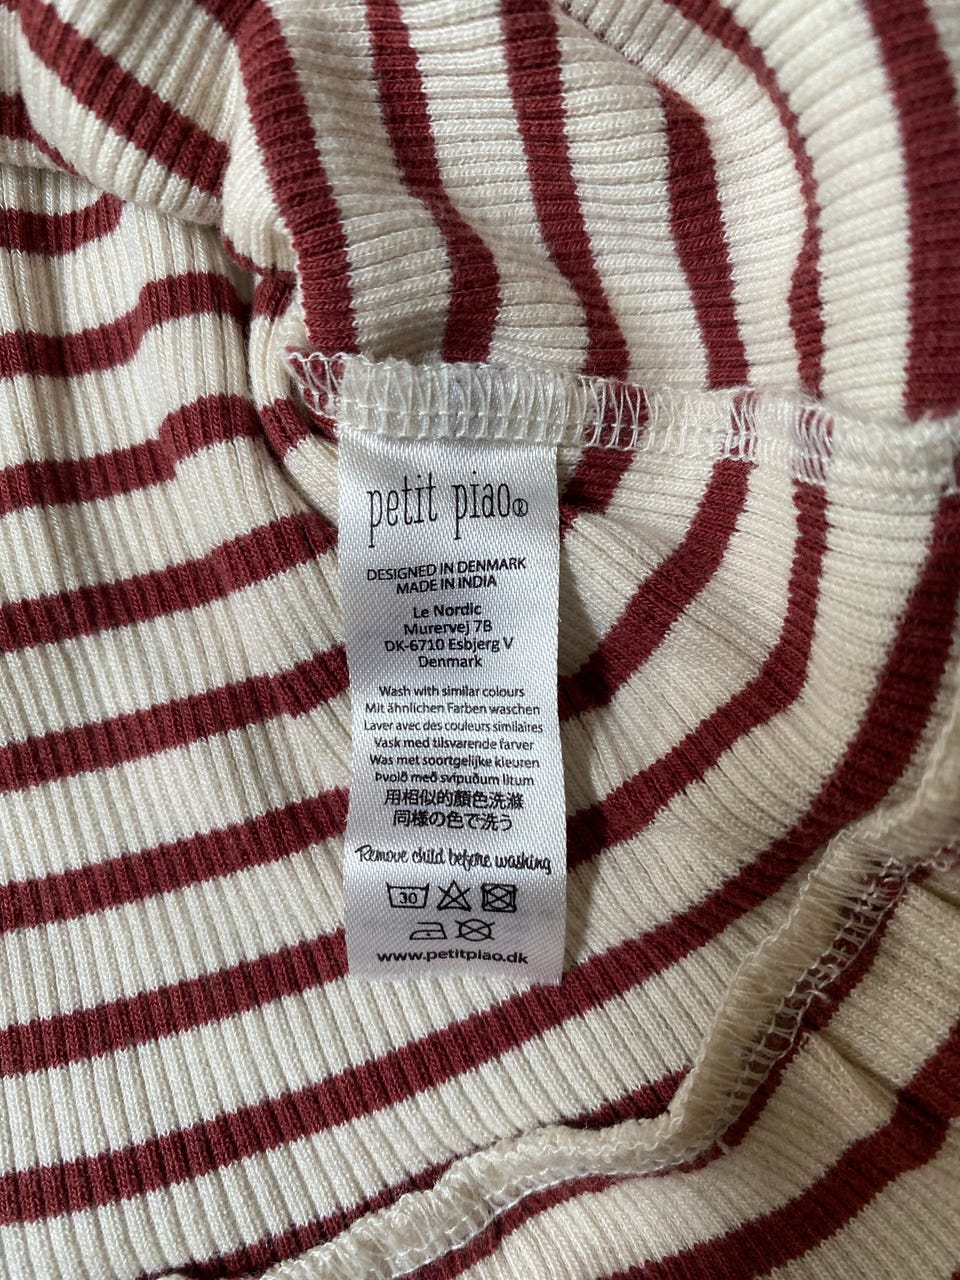 petit piao®
DESIGNED IN DENMARK
MADE IN INDIA
Le Nordic
Murervej 7B
DK-6710 Esbjerg V
Denmark
Wash with similar colours
Mit ähnlichen Farben waschen
Laver avec des couleurs similaires
Vask med tilsvarende farver
Was met soortgelijke kleuren
Þvoið með svipuðum litum
用相似的顏色洗滌
同様の色で洗う
Remove child before washing
30
www.petitpiao.dk